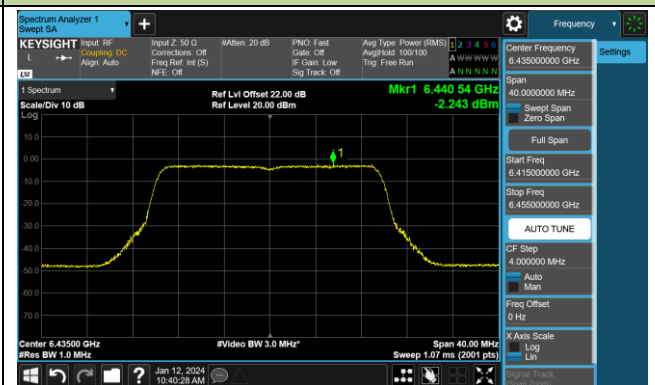 Spectrum Analyzer 1
Swept SA
Frequency
KEYSIGHT
L
LXI
Input: RF
Coupling: DC
Align: Auto
Input Z: 50 Ω
Corrections: Off
Freq Ref: Int (S)
NFE: Off
#Atten: 20 dB
PNO: Fast
Gate: Off
IF Gain: Low
Sig Track: Off
Avg Type: Power (RMS)
Avg|Hold: 100/100
Trig: Free Run
1 2 3 4 5 6
A W W W W W
A N N N N N
1 Spectrum
Scale/Div 10 dB
Log
Ref Lvl Offset 22.00 dB
Ref Level 20.00 dBm
Mkr1 6.440 54 GHz
-2.243 dBm
10.0
0.00
-10.0
-20.0
-30.0
-40.0
-50.0
-60.0
-70.0
1
Center 6.43500 GHz
#Res BW 1.0 MHz
#Video BW 3.0 MHz*
Span 40.00 MHz
Sweep 1.07 ms (2001 pts)
Jan 12, 2024
10:40:28 AM
Center Frequency
6.435000000 GHz
Settings
Span
40.0000000 MHz
Swept Span
Zero Span
Full Span
Start Freq
6.415000000 GHz
Stop Freq
6.455000000 GHz
AUTO TUNE
CF Step
4.000000 MHz
Auto
Man
Freq Offset
0 Hz
X Axis Scale
Log
Lin
Signal Track
(Span Zoom)